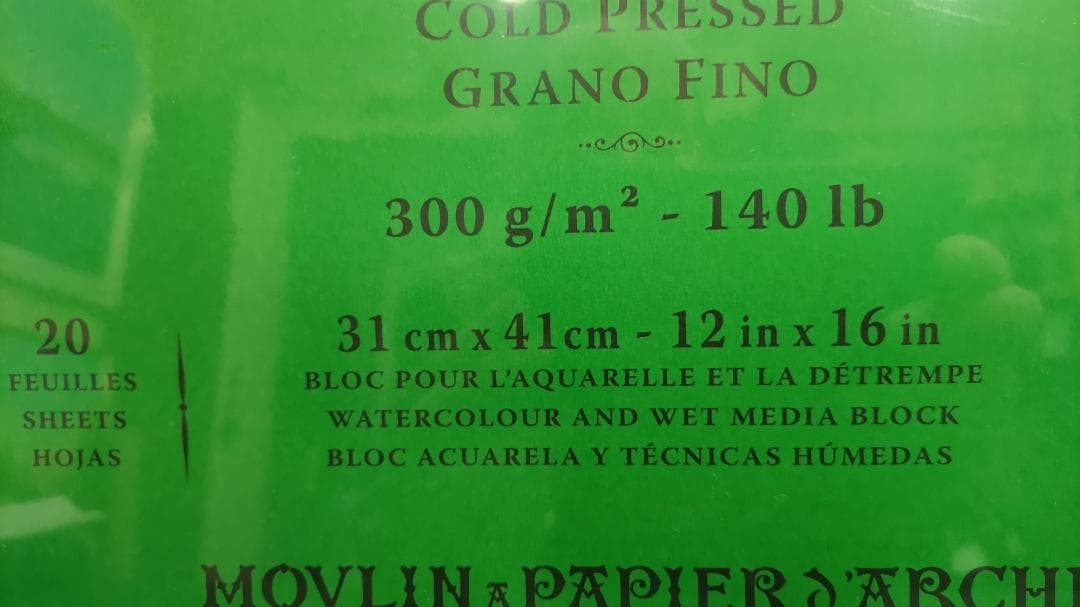 COLD PRESSED
GRANO FINO
300 g/m² - 140 lb
31 cm x 41cm - 12 in x 16 in
BLOC POUR L'AQUARELLE ET LA DÉTREMPE
WATERCOLOUR AND WET MEDIA BLOCK
BLOC ACUARELA Y TÉCNICAS HÚMEDAS
20
FEUILLES
SHEETS
HOJAS
MOVLIN A PAPIER D'ARCH